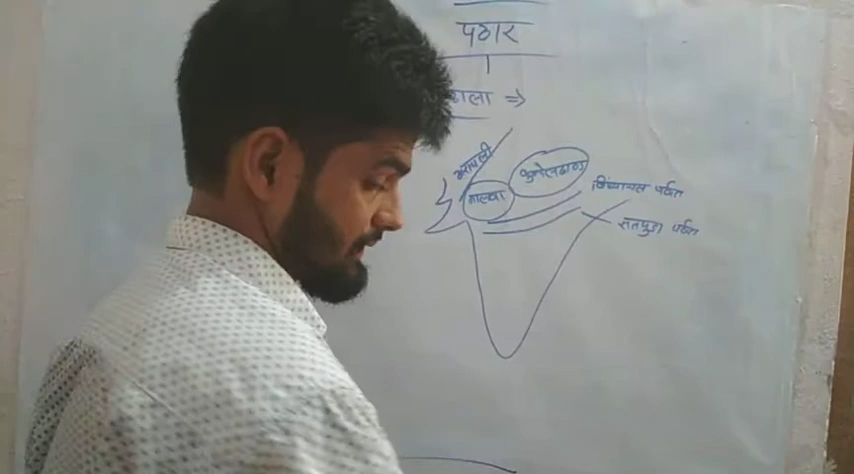 पठार
अरावली
मालवा
बुन्देलखण्ड
विंध्याचल पर्वत
सतपुड़ा पर्वत